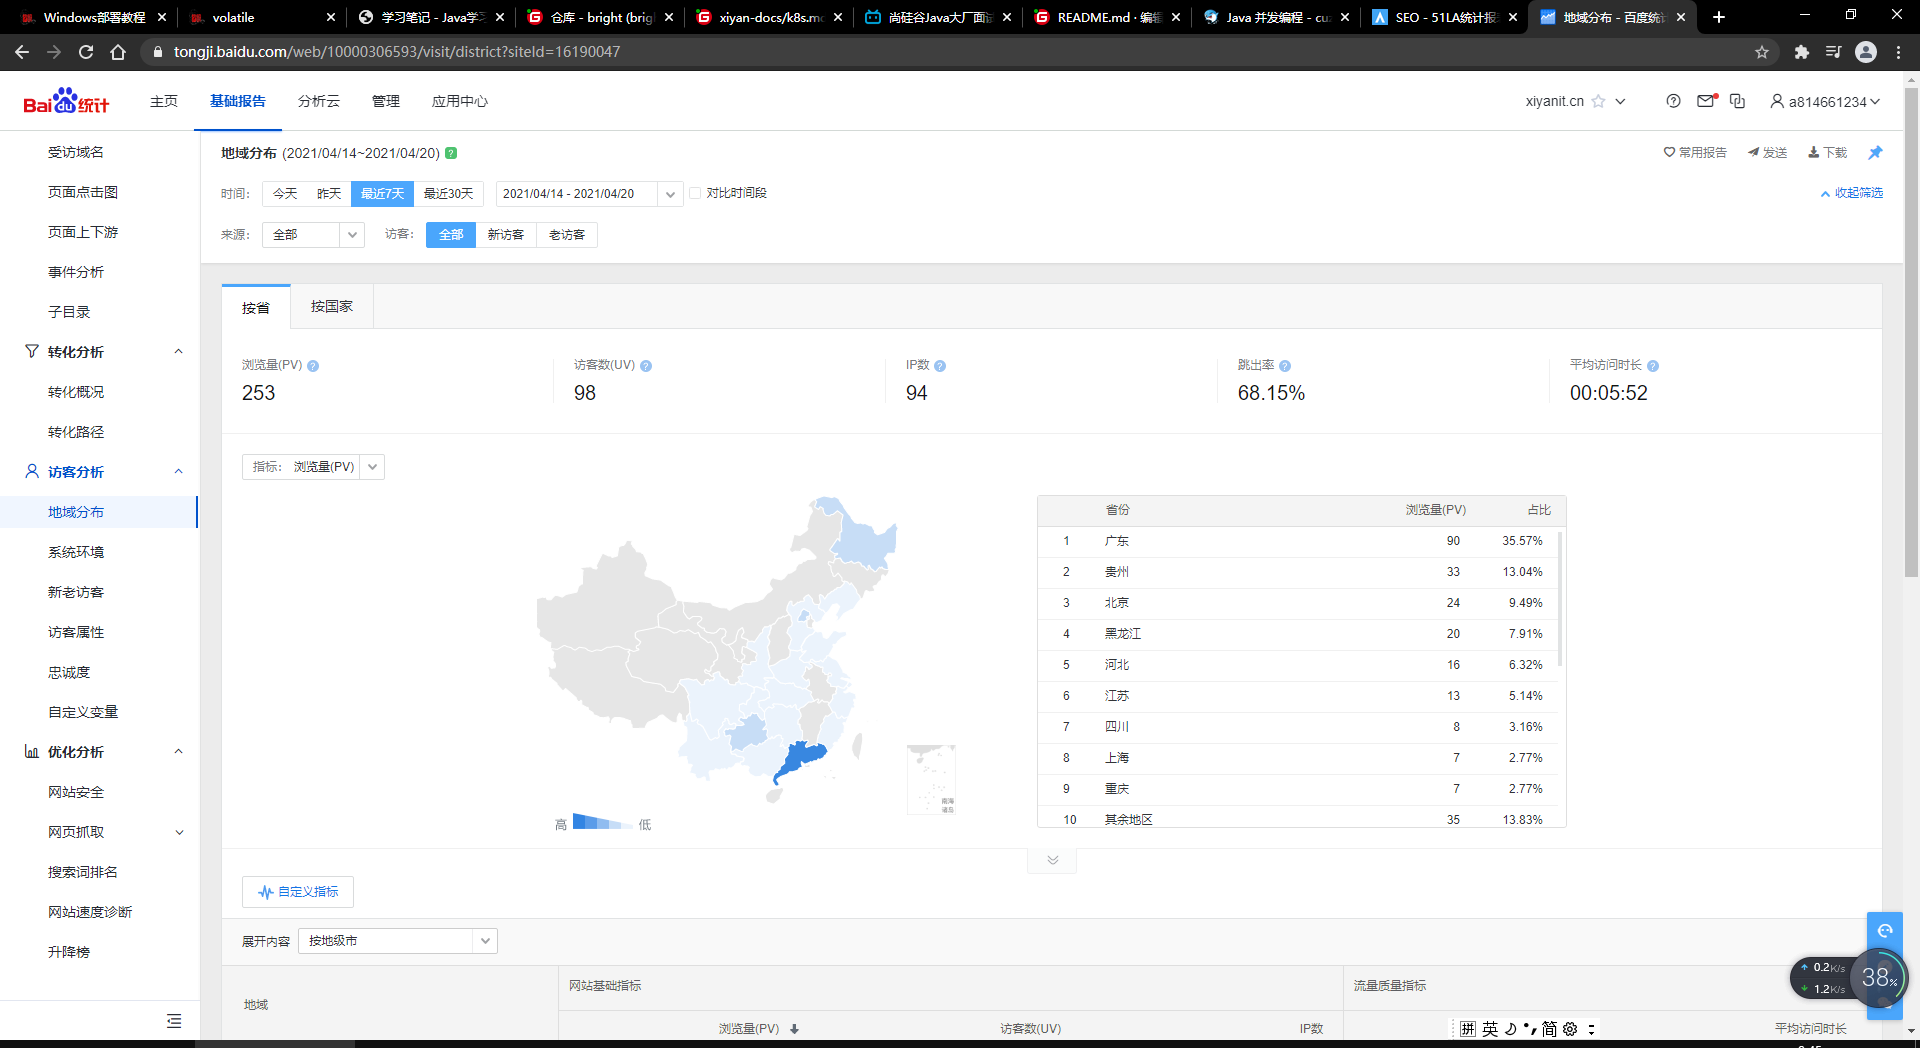 Windows部署教程
volatile
学习笔记 - Java学
仓库 - bright (brigh
xiyan-docs/k8s.m
尚硅谷Java大厂面
README.md · 编辑
Java 并发编程 - cu
SEO - 51LA统计报
地域分布 - 百度统计
tongji.baidu.com/web/10000306593/visit/district?siteId=16190047
Bai du 统计
主页
基础报告
分析云
管理
应用中心
xiyanit.cn
a814661234
受访域名
页面点击图
页面上下游
事件分析
子目录
转化分析
转化概况
转化路径
访客分析
地域分布
系统环境
新老访客
访客属性
忠诚度
自定义变量
优化分析
网站安全
网页抓取
搜索词排名
网站速度诊断
升降榜
地域分布 (2021/04/14~2021/04/20) ?
常用报告 发送 下载
时间: 今天 昨天 最近7天 最近30天 2021/04/14 - 2021/04/20 对比时间段
收起筛选
来源: 全部 访客: 全部 新访客 老访客
按省 按国家
浏览量(PV) ? 访客数(UV) ? IP数 ? 跳出率 ? 平均访问时长 ?
253 98 94 68.15% 00:05:52
指标: 浏览量(PV)
南海
诸岛
高 低
省份 浏览量(PV) 占比
1 广东 90 35.57%
2 贵州 33 13.04%
3 北京 24 9.49%
4 黑龙江 20 7.91%
5 河北 16 6.32%
6 江苏 13 5.14%
7 四川 8 3.16%
8 上海 7 2.77%
9 重庆 7 2.77%
10 其余地区 35 13.83%
自定义指标
展开内容 按地级市
地域
网站基础指标 流量质量指标
浏览量(PV) 访客数(UV) IP数 平均访问时长
0.2K/s
1.2K/s
38%
拼 英 简